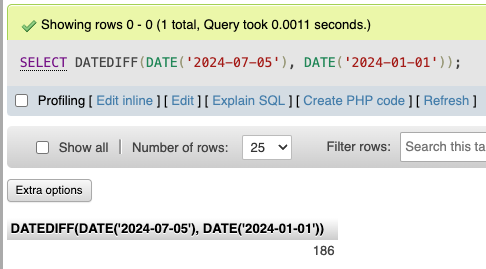 Showing rows 0 - 0 (1 total, Query took 0.0011 seconds.)
SELECT DATEDIFF(DATE('2024-07-05'), DATE('2024-01-01'));
Profiling [ Edit inline ] [ Edit ] [ Explain SQL ] [ Create PHP code ] [ Refresh ]
Show all | Number of rows: 25 Filter rows: Search this ta
Extra options
DATEDIFF(DATE('2024-07-05'), DATE('2024-01-01'))
186